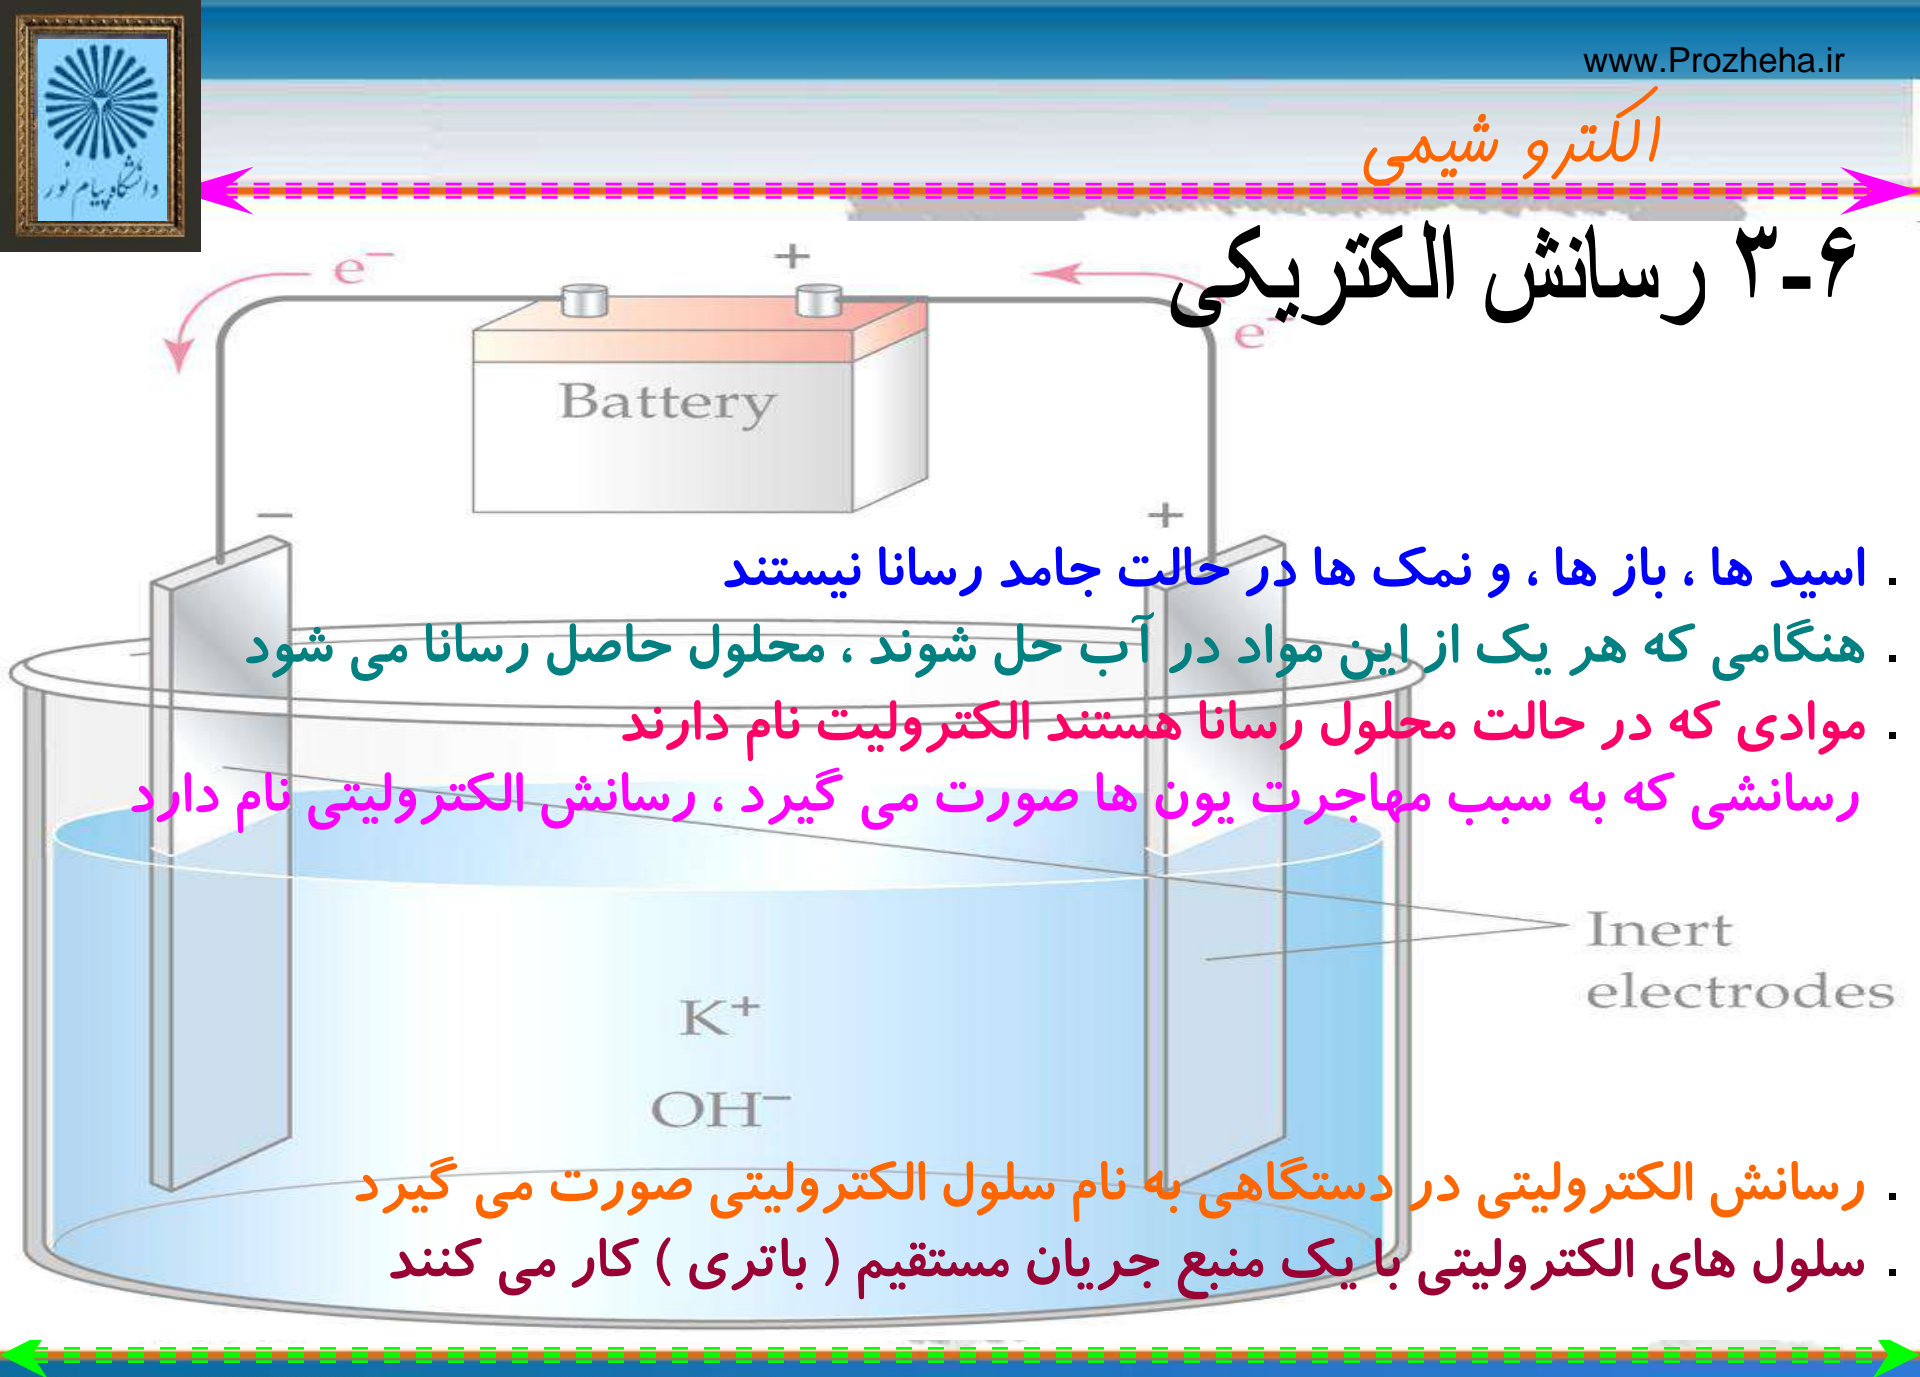 www.Prozheha.ir
دانشگاه پیام نور
الکترو شیمی
۳-۶ رسانش الکتریکی
e⁻
+
e⁻
Battery
−
+
. اسید ها ، باز ها ، و نمک ها در حالت جامد رسانا نیستند
. هنگامی که هر یک از این مواد در آب حل شوند ، محلول حاصل رسانا می شود
. موادی که در حالت محلول رسانا هستند الکترولیت نام دارند
رسانشی که به سبب مهاجرت یون ها صورت می گیرد ، رسانش الکترولیتی نام دارد
Inert
electrodes
K⁺
OH⁻
. رسانش الکترولیتی در دستگاهی به نام سلول الکترولیتی صورت می گیرد
. سلول های الکترولیتی با یک منبع جریان مستقیم ( باتری ) کار می کنند